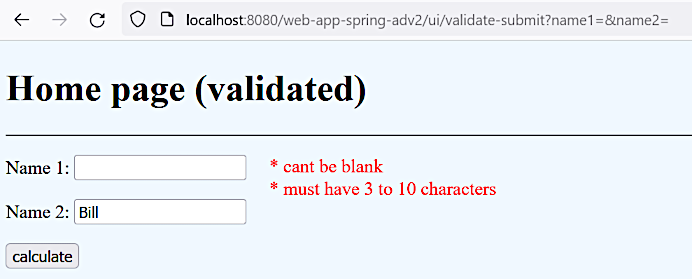 localhost:8080/web-app-spring-adv2/ui/validate-submit?name1=&name2=
Home page (validated)
Name 1:
* cant be blank
* must have 3 to 10 characters
Name 2: Bill
calculate